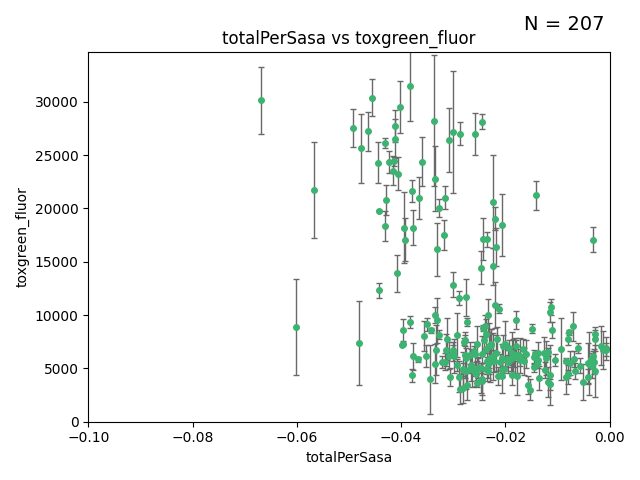 N = 207
totalPerSasa vs toxgreen_fluor
toxgreen_fluor
30000
25000
20000
15000
10000
5000
0
−0.10 −0.08 −0.06 −0.04 −0.02 0.00
totalPerSasa